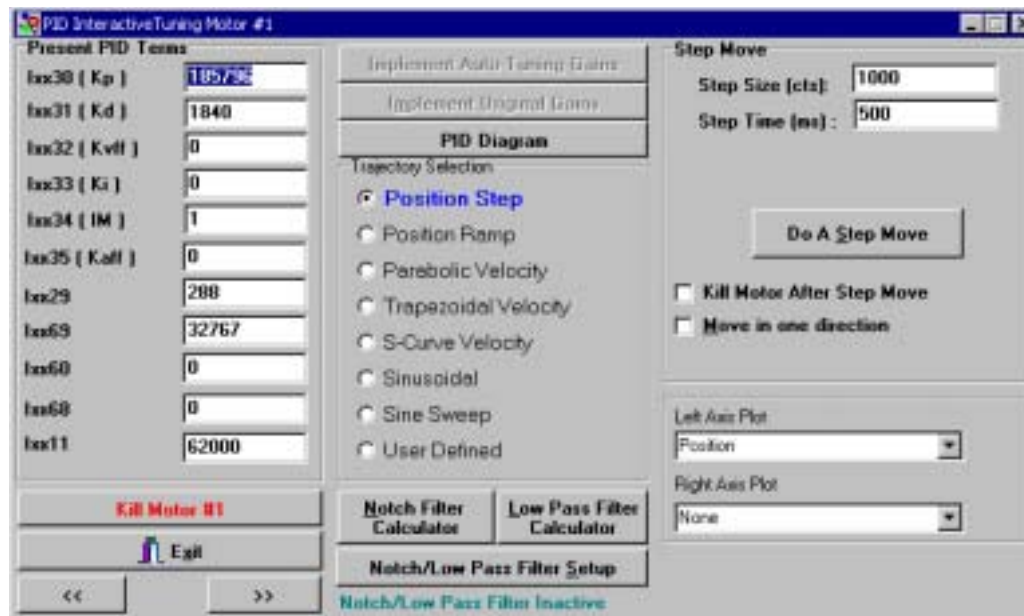 PID InteractiveTuning Motor #1
Present PID Terms
Ixx30 ( Kp )
185796
Ixx31 ( Kd )
1840
Ixx32 ( Kvff )
0
Ixx33 ( Ki )
0
Ixx34 ( IM )
1
Ixx35 ( Kaff )
0
Ixx29
288
Ixx69
32767
Ixx60
0
Ixx68
0
Ixx11
62000
Kill Motor #1
Exit
<<
>>
Implement Auto Tuning Gains
Implement Original Gains
PID Diagram
Trajectory Selection
Position Step
Position Ramp
Parabolic Velocity
Trapezoidal Velocity
S-Curve Velocity
Sinusoidal
Sine Sweep
User Defined
Notch Filter
Calculator
Low Pass Filter
Calculator
Notch/Low Pass Filter Setup
Notch/Low Pass Filter Inactive
Step Move
Step Size [cts]:
1000
Step Time (ms) :
500
Do A Step Move
Kill Motor After Step Move
Move in one direction
Left Axis Plot
Position
Right Axis Plot
None